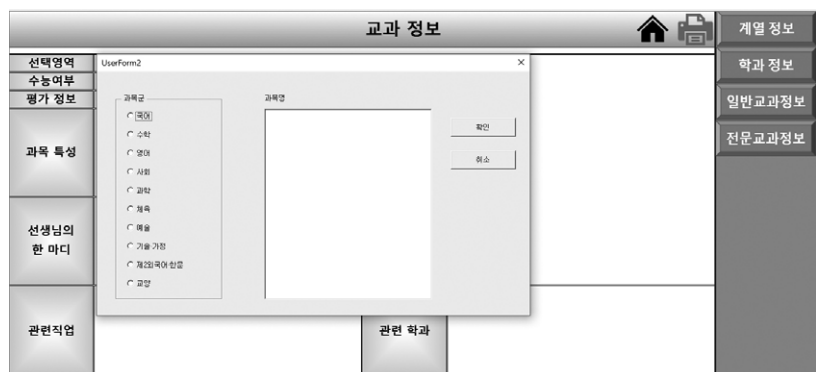 교과 정보
계열 정보
학과 정보
일반교과정보
전문교과정보
선택영역
수능여부
평가 정보
과목 특성
선생님의
한 마디
관련직업
관련 학과
UserForm2
과목군
국어
수학
영어
사회
과학
체육
예술
기술·가정
제2외국어·한문
교양
과목명
확인
취소